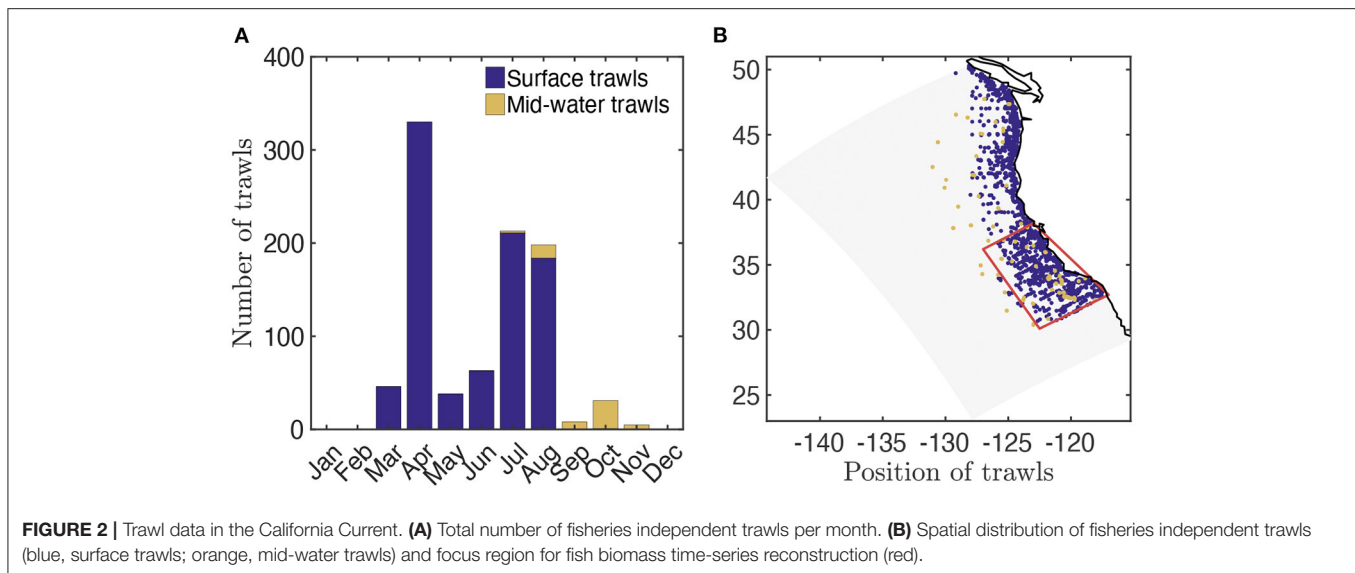 A
B
400
300
200
100
0
Number of trawls
Surface trawls
Mid-water trawls
Jan
Feb
Mar
Apr
May
Jun
Jul
Aug
Sep
Oct
Nov
Dec
50
45
40
35
30
25
-140
-135
-130
-125
-120
Position of trawls
FIGURE 2 | Trawl data in the California Current. (A) Total number of fisheries independent trawls per month. (B) Spatial distribution of fisheries independent trawls
(blue, surface trawls; orange, mid-water trawls) and focus region for fish biomass time-series reconstruction (red).